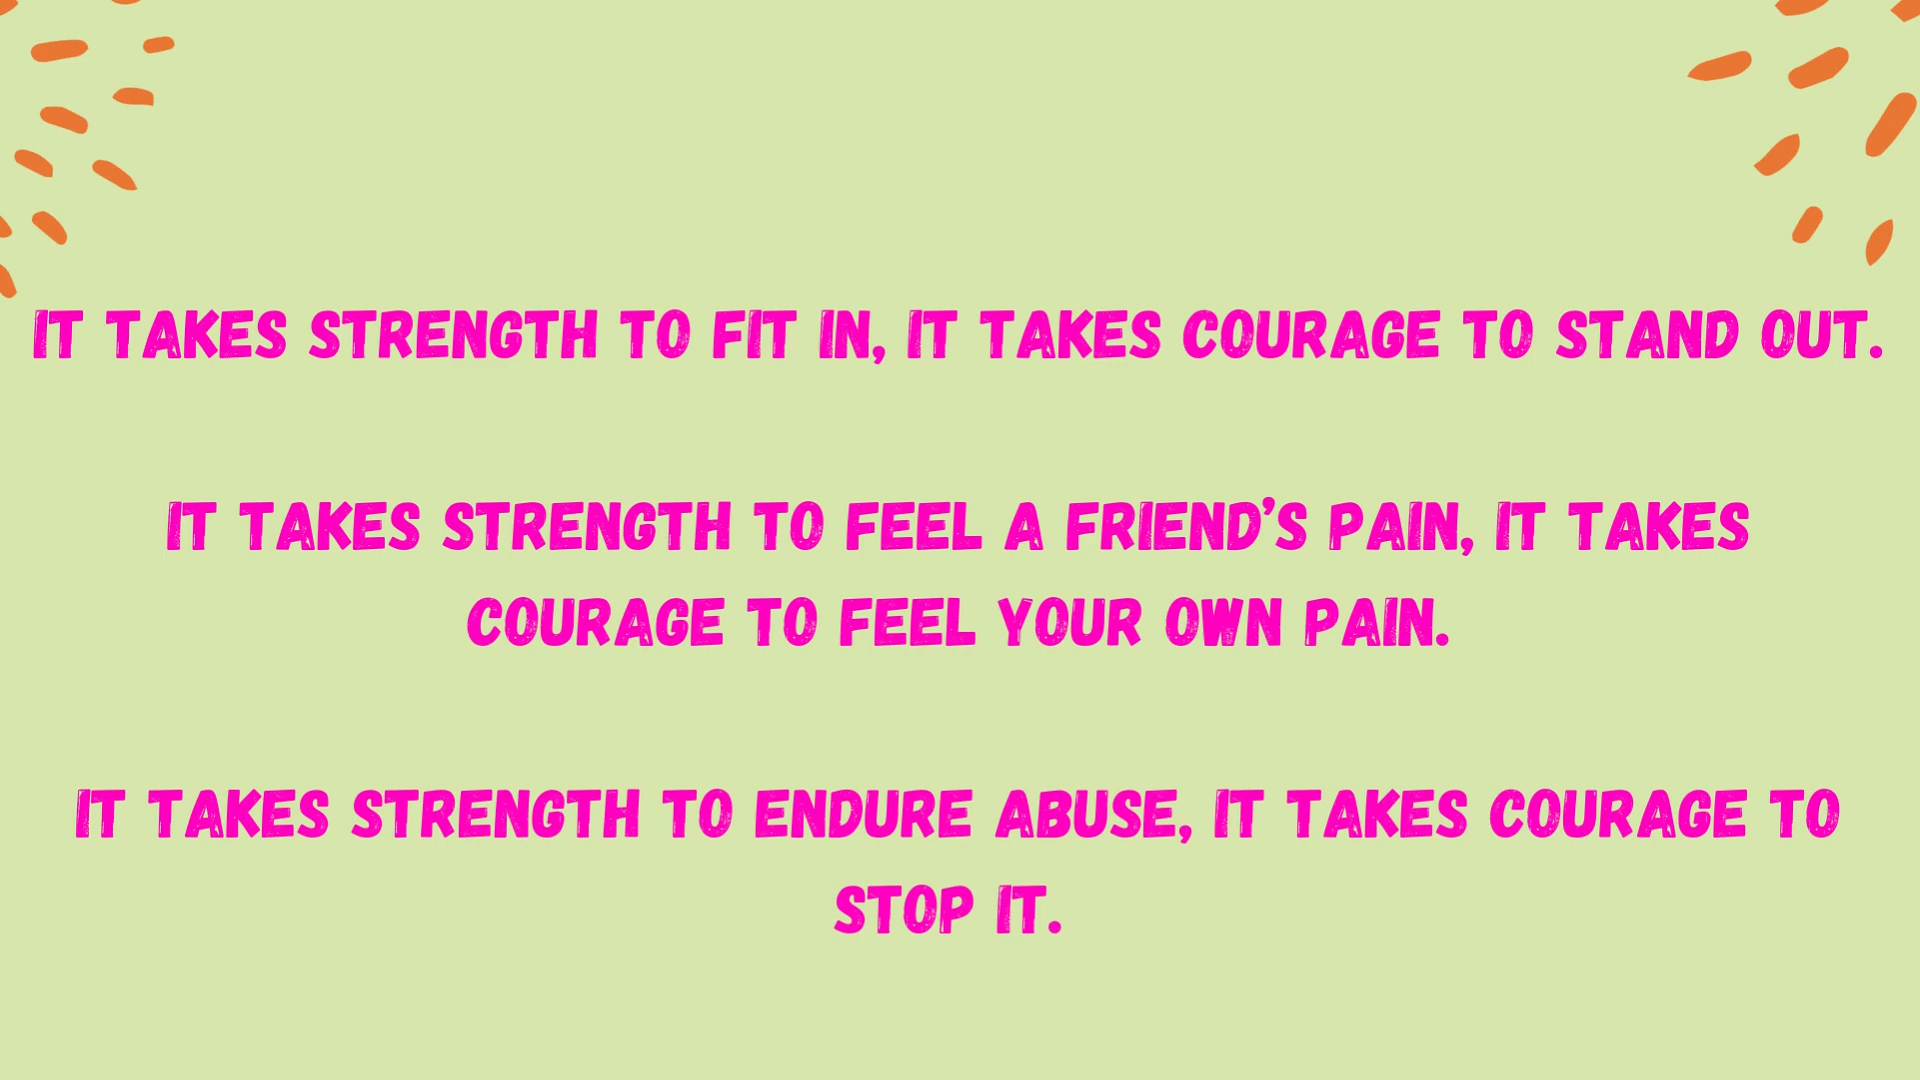 IT TAKES STRENGTH TO FIT IN, IT TAKES COURAGE TO STAND OUT.
IT TAKES STRENGTH TO FEEL A FRIEND’S PAIN, IT TAKES
COURAGE TO FEEL YOUR OWN PAIN.
IT TAKES STRENGTH TO ENDURE ABUSE, IT TAKES COURAGE TO
STOP IT.